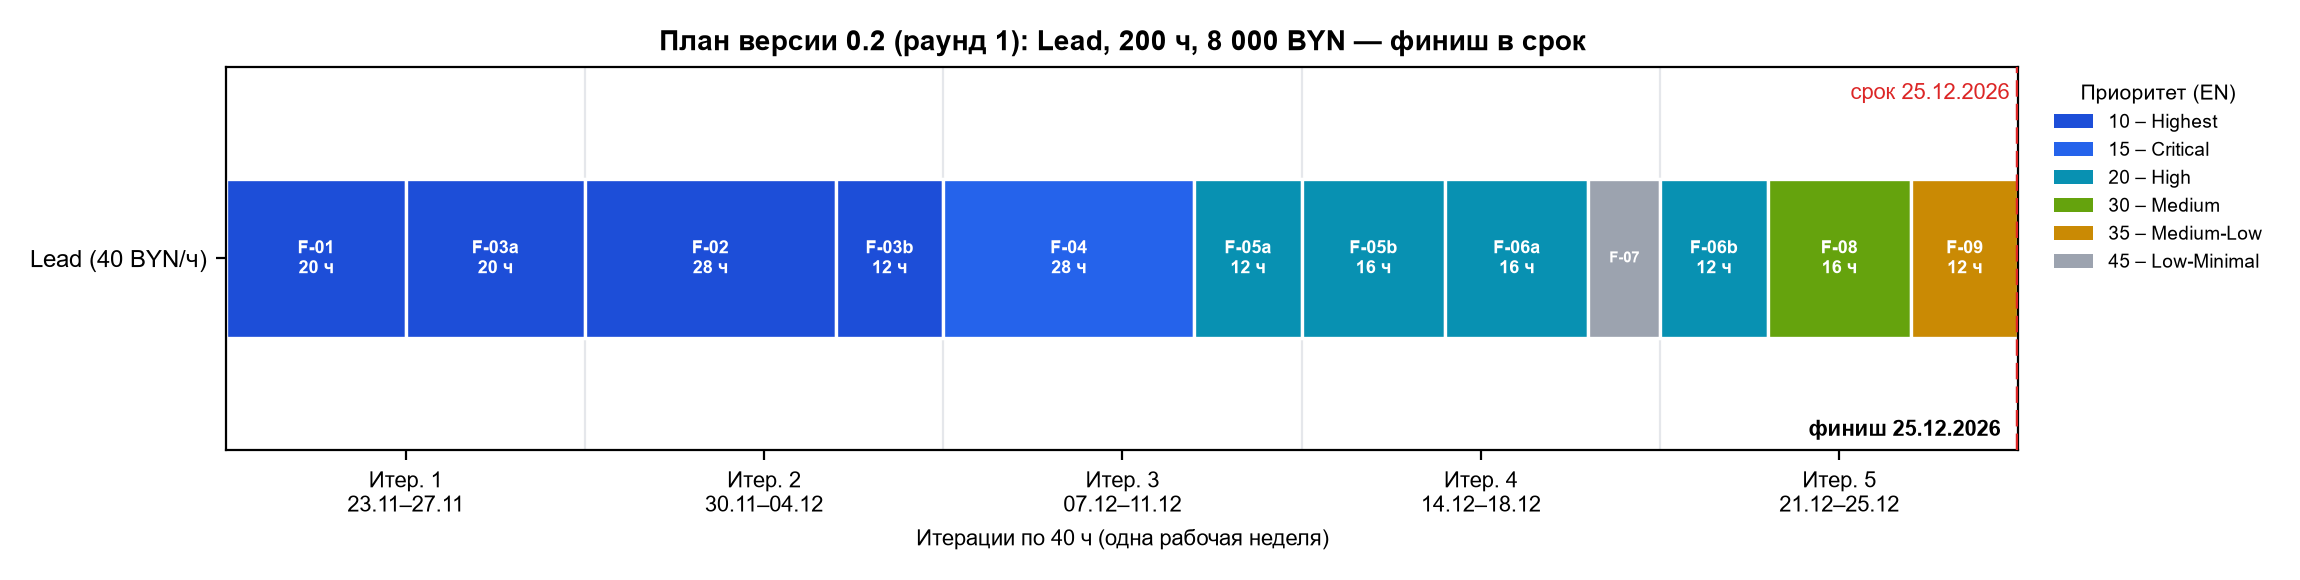 План версии 0.2 (раунд 1): Lead, 200 ч, 8 000 BYN — финиш в срок
срок 25.12.2026
Приоритет (EN)
10 – Highest
15 – Critical
20 – High
30 – Medium
35 – Medium-Low
45 – Low-Minimal
Lead (40 BYN/ч)
F-01
20 ч
F-03a
20 ч
F-02
28 ч
F-03b
12 ч
F-04
28 ч
F-05a
12 ч
F-05b
16 ч
F-06a
16 ч
F-07
F-06b
12 ч
F-08
16 ч
F-09
12 ч
финиш 25.12.2026
Итер. 1
23.11–27.11
Итер. 2
30.11–04.12
Итер. 3
07.12–11.12
Итер. 4
14.12–18.12
Итер. 5
21.12–25.12
Итерации по 40 ч (одна рабочая неделя)